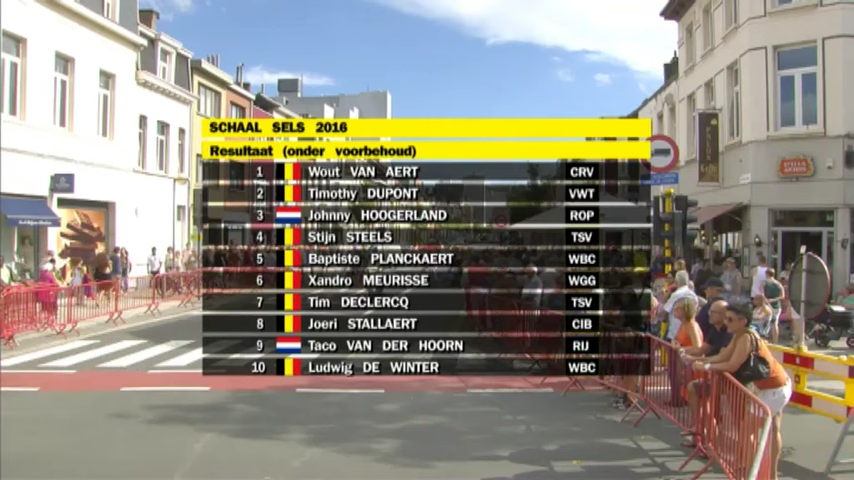 SCHAAL SELS 2016
Resultaat (onder voorbehoud)
1 Wout VAN AERT CRV
2 Timothy DUPONT VWT
3 Johnny HOOGERLAND ROP
4 Stijn STEELS TSV
5 Baptiste PLANCKAERT WBC
6 Xandro MEURISSE WGG
7 Tim DECLERCQ TSV
8 Joeri STALLAERT CIB
9 Taco VAN DER HOORN RIJ
10 Ludwig DE WINTER WBC